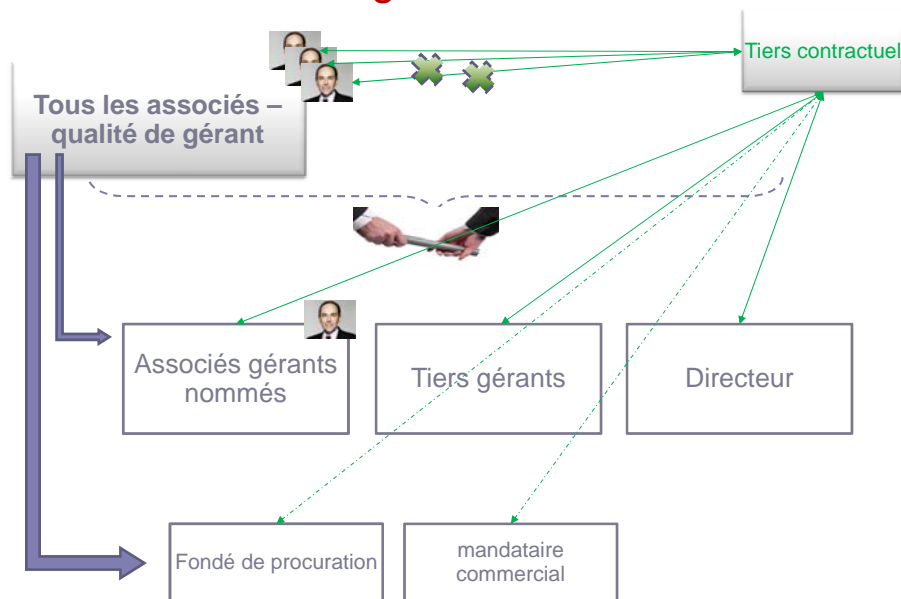 Tiers contractuel
Tous les associés –
qualité de gérant
Associés gérants
nommés
Tiers gérants
Directeur
Fondé de procuration
mandataire
commercial